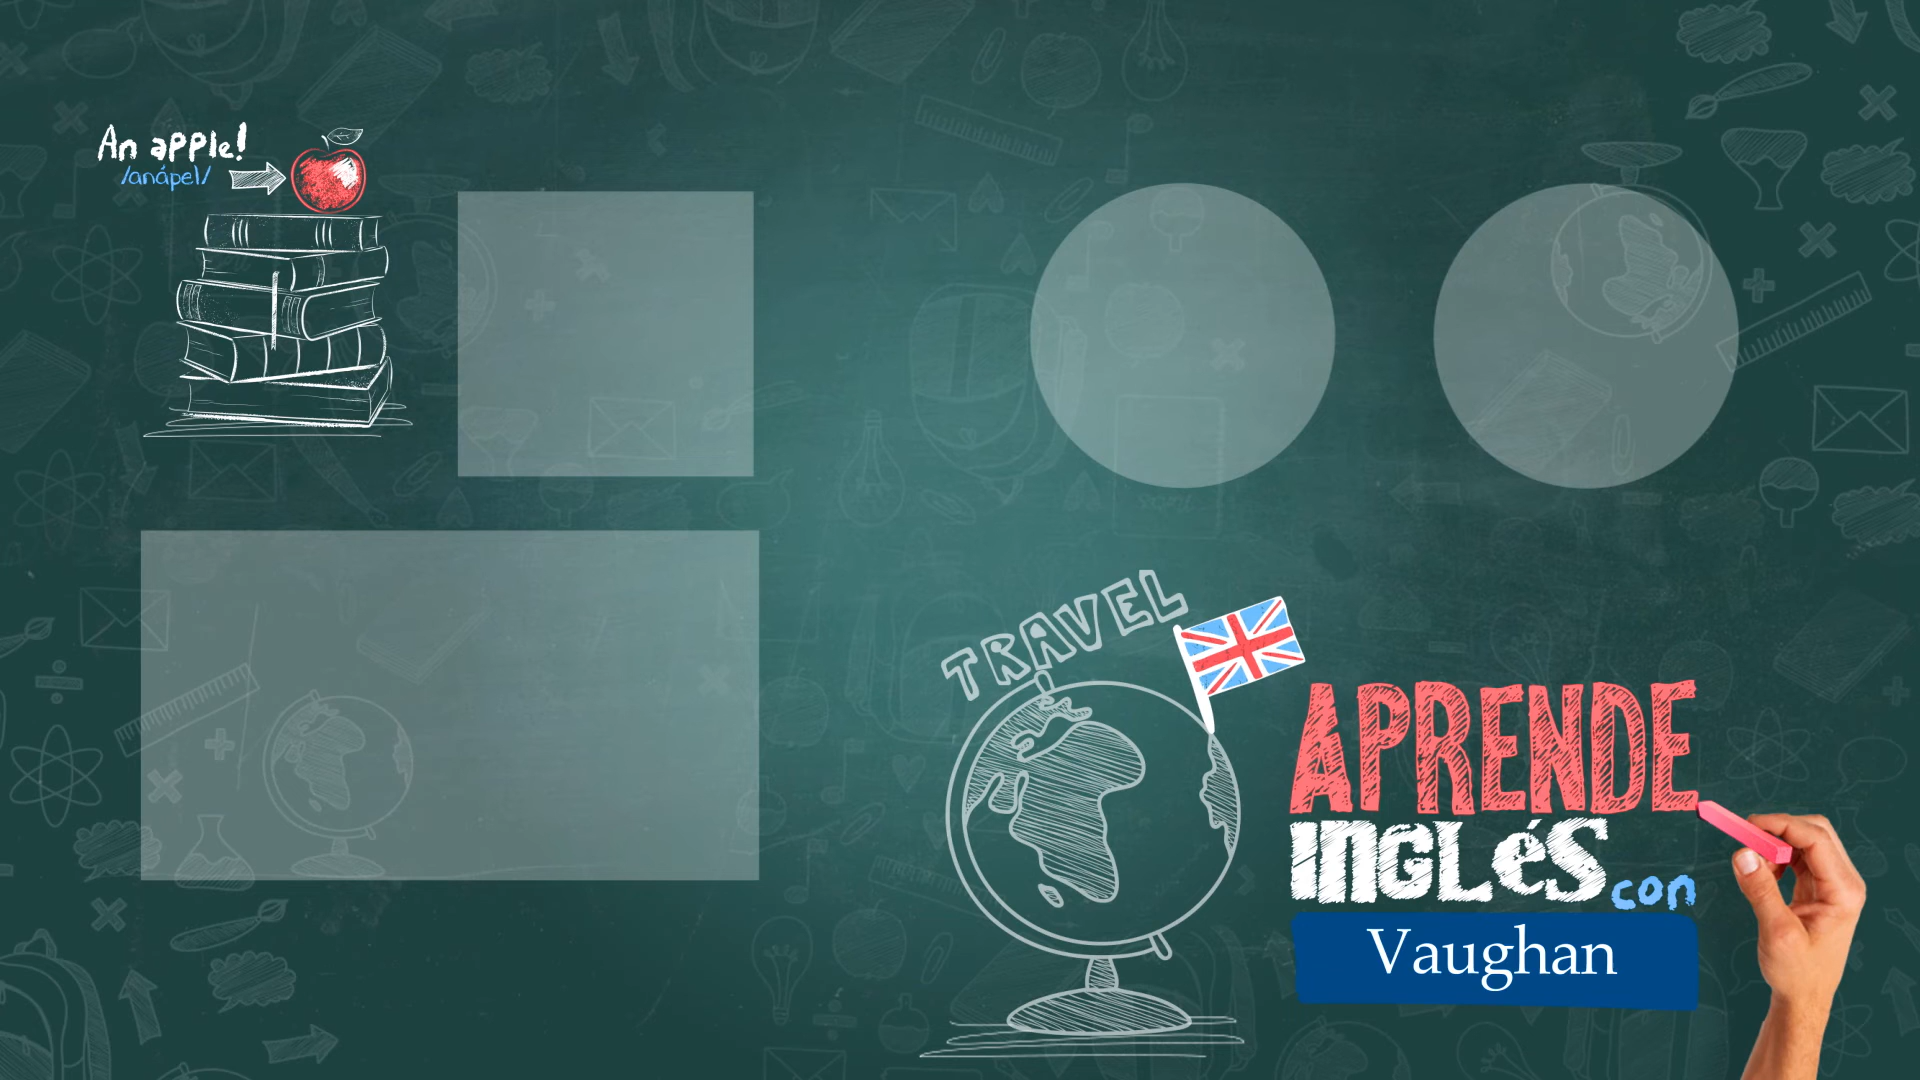 An apple!
/anápel/
TRAVEL
APRENDE
INGLéS con
Vaughan